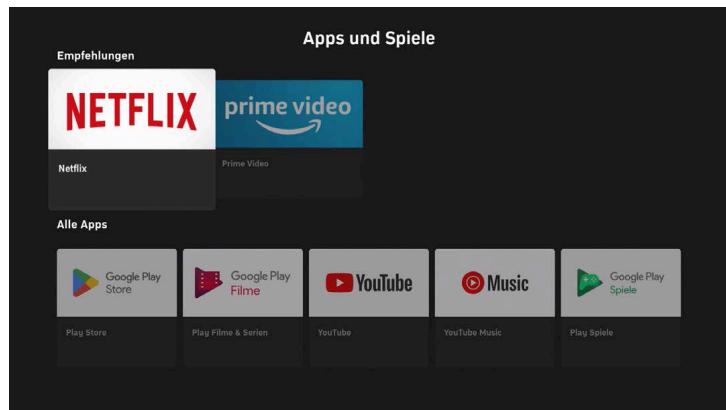 Apps und Spiele
Empfehlungen
NETFLIX
prime video
Netflix
Prime Video
Alle Apps
Google Play
Store
Google Play
Filme
YouTube
Music
Google Play
Spiele
Play Store
Play Filme & Serien
YouTube
YouTube Music
Play Spiele